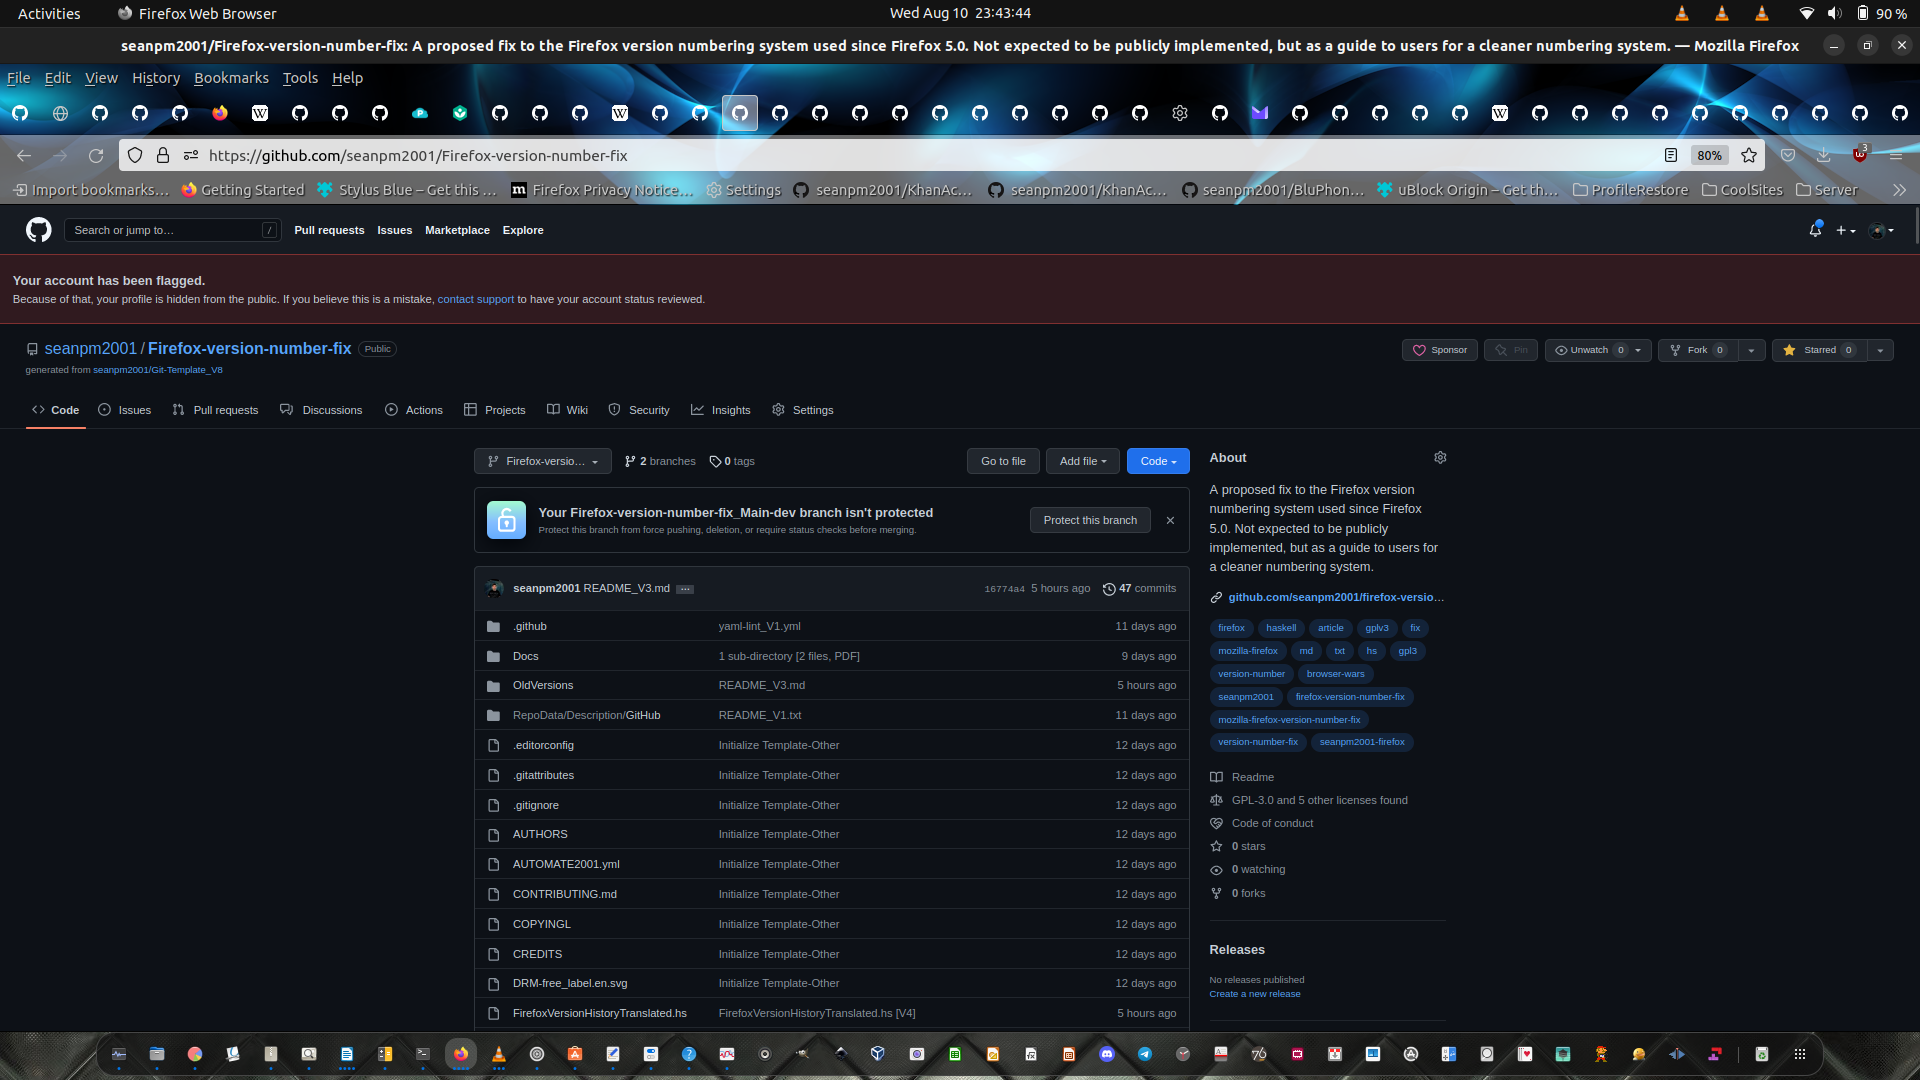 Activities
Firefox Web Browser
Wed Aug 10 23:43:44
90 %
seanpm2001/Firefox-version-number-fix: A proposed fix to the Firefox version numbering system used since Firefox 5.0. Not expected to be publicly implemented, but as a guide to users for a cleaner numbering system. — Mozilla Firefox
File Edit View History Bookmarks Tools Help
https://github.com/seanpm2001/Firefox-version-number-fix
80%
3
Import bookmarks…
Getting Started
Stylus Blue – Get this …
Firefox Privacy Notice…
Settings
seanpm2001/KhanAc…
seanpm2001/KhanAc…
seanpm2001/BluPhon…
uBlock Origin – Get th…
ProfileRestore
CoolSites
Server
Search or jump to…
/
Pull requests
Issues
Marketplace
Explore
Your account has been flagged.
Because of that, your profile is hidden from the public. If you believe this is a mistake, contact support to have your account status reviewed.
seanpm2001 / Firefox-version-number-fix
Public
generated from seanpm2001/Git-Template_V8
Sponsor
Pin
Unwatch 0
Fork 0
Starred 0
Code
Issues
Pull requests
Discussions
Actions
Projects
Wiki
Security
Insights
Settings
Firefox-versio…
2 branches
0 tags
Go to file
Add file
Code
Your Firefox-version-number-fix_Main-dev branch isn't protected
Protect this branch from force pushing, deletion, or require status checks before merging.
Protect this branch
seanpm2001 README_V3.md …
16774a4 5 hours ago
47 commits
.github yaml-lint_V1.yml 11 days ago
Docs 1 sub-directory [2 files, PDF] 9 days ago
OldVersions README_V3.md 5 hours ago
RepoData/Description/GitHub README_V1.txt 11 days ago
.editorconfig Initialize Template-Other 12 days ago
.gitattributes Initialize Template-Other 12 days ago
.gitignore Initialize Template-Other 12 days ago
AUTHORS Initialize Template-Other 12 days ago
AUTOMATE2001.yml Initialize Template-Other 12 days ago
CONTRIBUTING.md Initialize Template-Other 12 days ago
COPYINGL Initialize Template-Other 12 days ago
CREDITS Initialize Template-Other 12 days ago
DRM-free_label.en.svg Initialize Template-Other 12 days ago
FirefoxVersionHistoryTranslated.hs FirefoxVersionHistoryTranslated.hs [V4] 5 hours ago
About
A proposed fix to the Firefox version
numbering system used since Firefox
5.0. Not expected to be publicly
implemented, but as a guide to users for
a cleaner numbering system.
github.com/seanpm2001/firefox-versio…
firefox haskell article gplv3 fix
mozilla-firefox md txt hs gpl3
version-number browser-wars
seanpm2001 firefox-version-number-fix
mozilla-firefox-version-number-fix
version-number-fix seanpm2001-firefox
Readme
GPL-3.0 and 5 other licenses found
Code of conduct
0 stars
0 watching
0 forks
Releases
No releases published
Create a new release